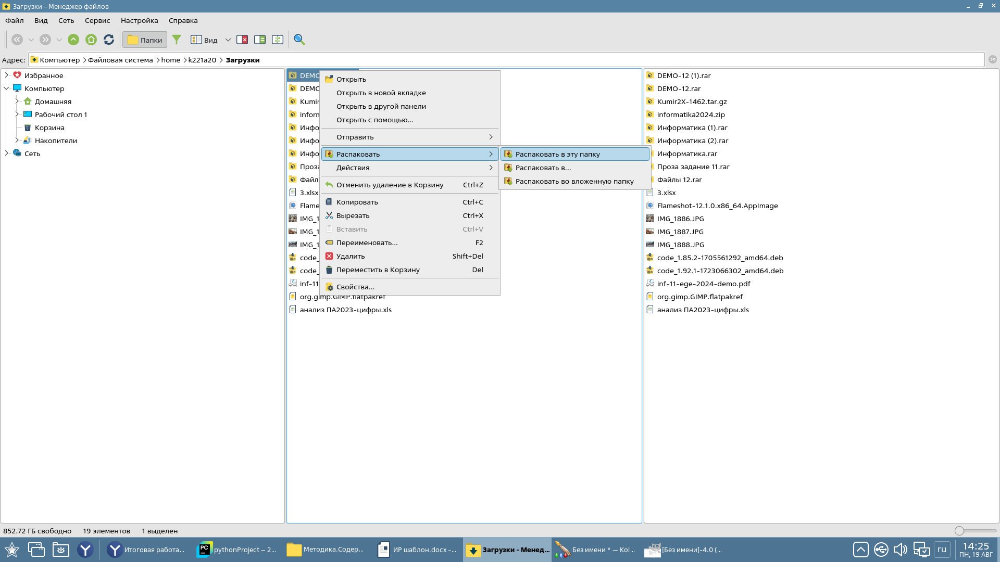 Загрузки - Менеджер файлов
Файл Вид Сеть Сервис Настройка Справка
Папки Вид
Адрес: Компьютер Файловая система home k221a20 Загрузки
Избранное
Компьютер
Домашняя
Рабочий стол 1
Корзина
Накопители
Сеть
DEMO
DEMO
Kumir
inform
Инфо
Инфо
Инфо
Проза
Файл
3.xlsx
Flame
IMG_1
IMG_1
IMG_1
code_
code_
inf-11
org.gimp.GIMP.flatpakref
анализ ПА2023-цифры.xls
Открыть
Открыть в новой вкладке
Открыть в другой панели
Открыть с помощью...
Отправить
Распаковать
Действия
Отменить удаление в Корзину Ctrl+Z
Копировать Ctrl+C
Вырезать Ctrl+X
Вставить Ctrl+V
Переименовать... F2
Удалить Shift+Del
Переместить в Корзину Del
Свойства...
Распаковать в эту папку
Распаковать в...
Распаковать во вложенную папку
DEMO-12 (1).rar
DEMO-12.rar
Kumir2X-1462.tar.gz
informatika2024.zip
Информатика (1).rar
Информатика (2).rar
Информатика.rar
Проза задание 11.rar
Файлы 12.rar
3.xlsx
Flameshot-12.1.0.x86_64.AppImage
IMG_1886.JPG
IMG_1887.JPG
IMG_1888.JPG
code_1.85.2-1705561292_amd64.deb
code_1.92.1-1723066302_amd64.deb
inf-11-ege-2024-demo.pdf
org.gimp.GIMP.flatpakref
анализ ПА2023-цифры.xls
852.72 ГБ свободно 19 элементов 1 выделен
Итоговая работа... pythonProject – 2... Методика.Содер... ИР шаблон.docx -... Загрузки - Менед... Без имени * — Kol... [Без имени]-4.0 (... ru 14:25
ПН, 19 АВГ